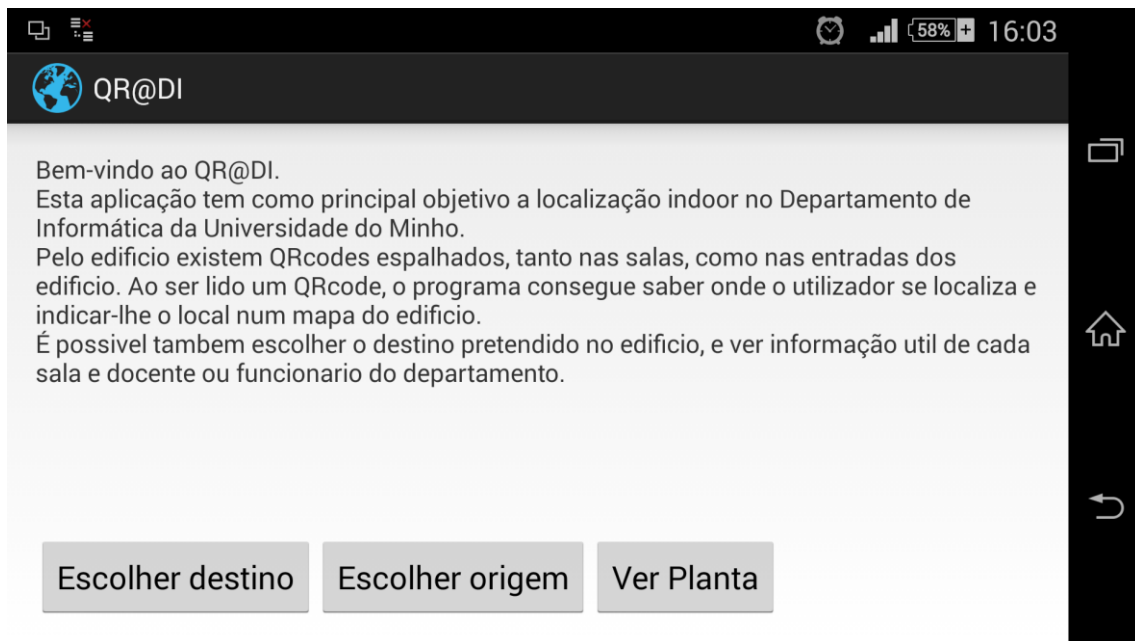 58% 16:03
QR@DI
Bem-vindo ao QR@DI.
Esta aplicação tem como principal objetivo a localização indoor no Departamento de
Informática da Universidade do Minho.
Pelo edificio existem QRcodes espalhados, tanto nas salas, como nas entradas dos
edificio. Ao ser lido um QRcode, o programa consegue saber onde o utilizador se localiza e
indicar-lhe o local num mapa do edificio.
É possivel tambem escolher o destino pretendido no edificio, e ver informação util de cada
sala e docente ou funcionario do departamento.
Escolher destino Escolher origem Ver Planta